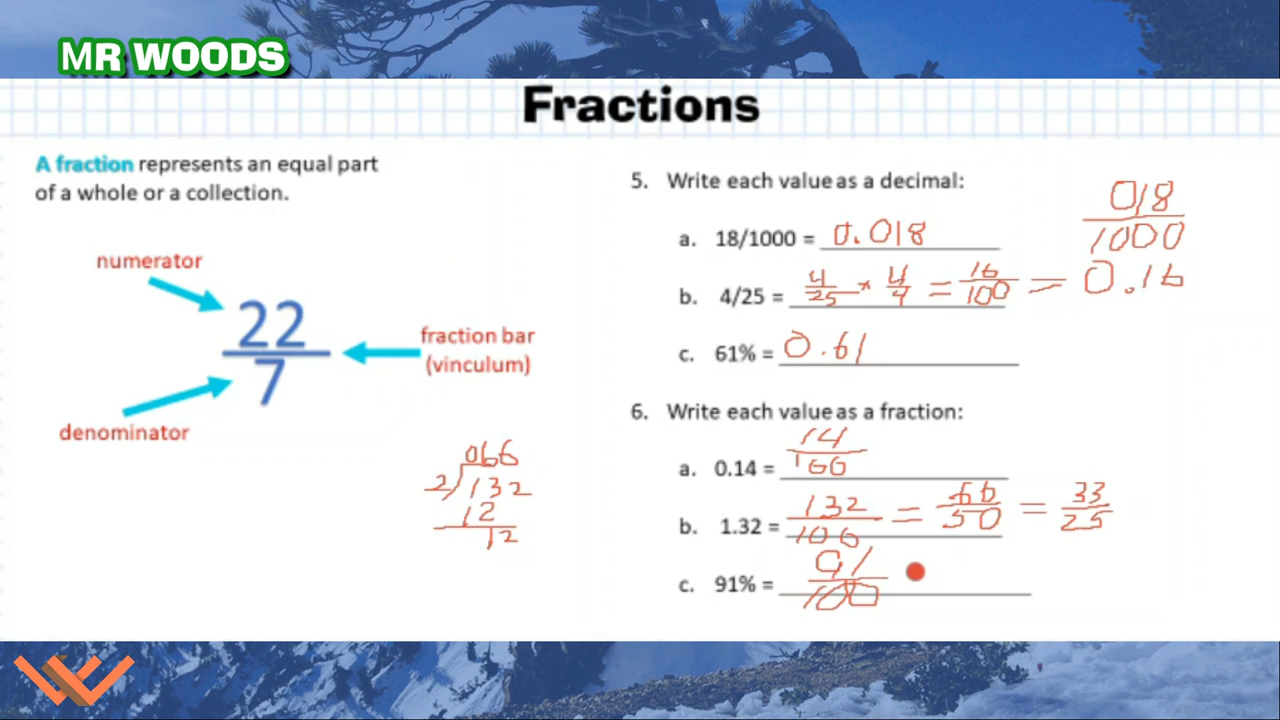 MR WOODS
Fractions
A fraction represents an equal part
of a whole or a collection.
numerator
22
7
fraction bar
(vinculum)
denominator
066
2)132
12
12
5. Write each value as a decimal:
018
1000
a. 18/1000 = 0.018
b. 4/25 = 4/25 × 4/4 = 16/100 = 0.16
c. 61% = 0.61
6. Write each value as a fraction:
a. 0.14 = 14/100
b. 1.32 = 132/100 = 66/50 = 33/25
c. 91% = 91/100